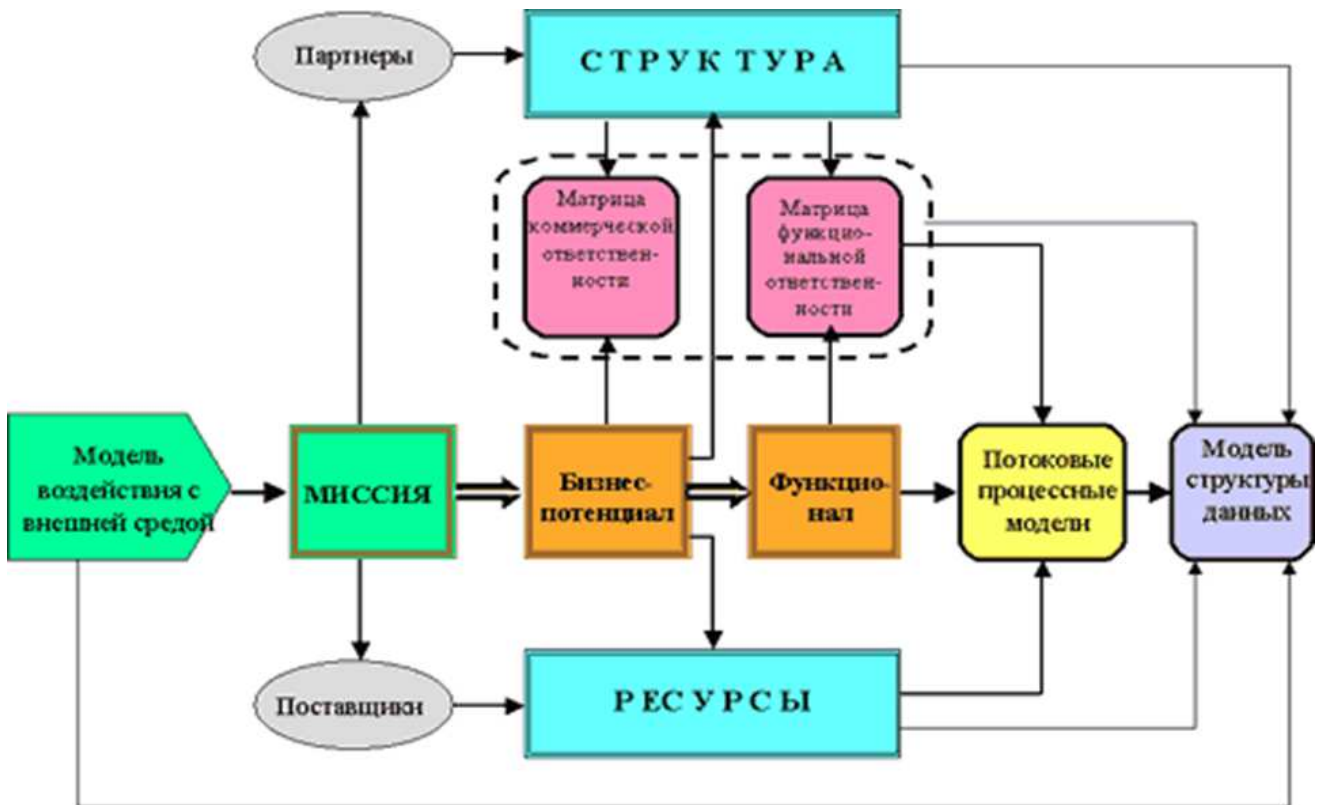 Партнеры
СТРУКТУРА
Матрица
коммерческой
ответствен-
ности
Матрица
функцио-
нальной
ответствен-
ности
Модель
воздействия с
внешней средой
МИССИЯ
Бизнес-
потенциал
Функцио-
нал
Потоковые
процессные
модели
Модель
структуры
данных
Поставщики
РЕСУРСЫ